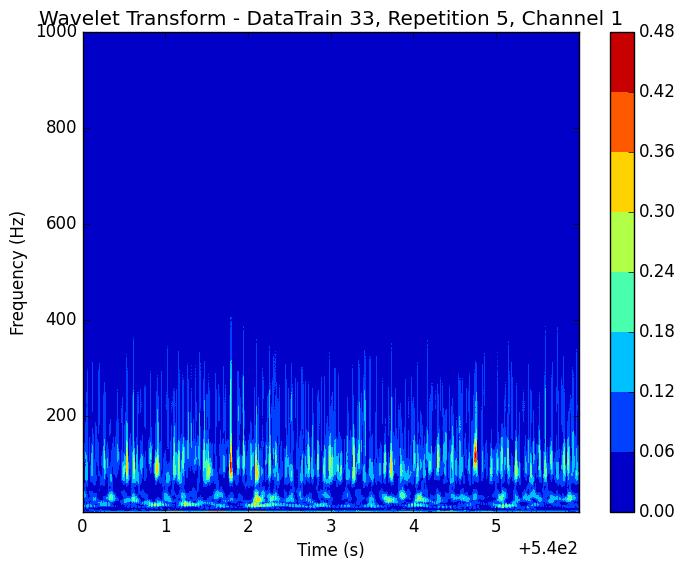 Wavelet Transform - DataTrain 33, Repetition 5, Channel 1
1000
800
600
400
200
Frequency (Hz)
0 1 2 3 4 5
+5.4e2
Time (s)
0.48
0.42
0.36
0.30
0.24
0.18
0.12
0.06
0.00